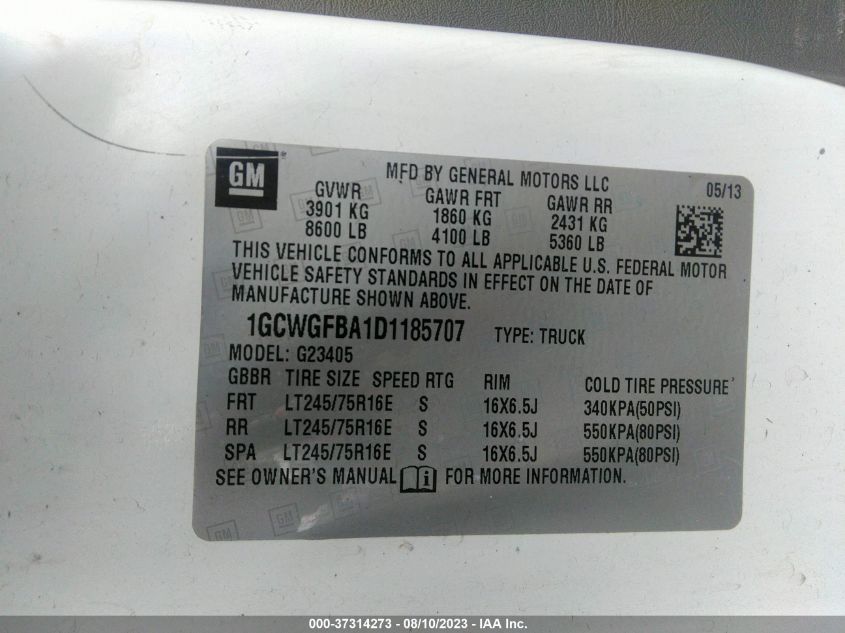 GM
MFD BY GENERAL MOTORS LLC
05/13
GVWR GAWR FRT GAWR RR
3901 KG 1860 KG 2431 KG
8600 LB 4100 LB 5360 LB
THIS VEHICLE CONFORMS TO ALL APPLICABLE U.S. FEDERAL MOTOR
VEHICLE SAFETY STANDARDS IN EFFECT ON THE DATE OF
MANUFACTURE SHOWN ABOVE.
1GCWGFBA1D1185707 TYPE: TRUCK
MODEL: G23405
GBBR TIRE SIZE SPEED RTG RIM COLD TIRE PRESSURE
FRT LT245/75R16E S 16X6.5J 340KPA(50PSI)
RR LT245/75R16E S 16X6.5J 550KPA(80PSI)
SPA LT245/75R16E S 16X6.5J 550KPA(80PSI)
SEE OWNER'S MANUAL i FOR MORE INFORMATION.
GM GM GM
000-37314273 - 08/10/2023 - IAA Inc.